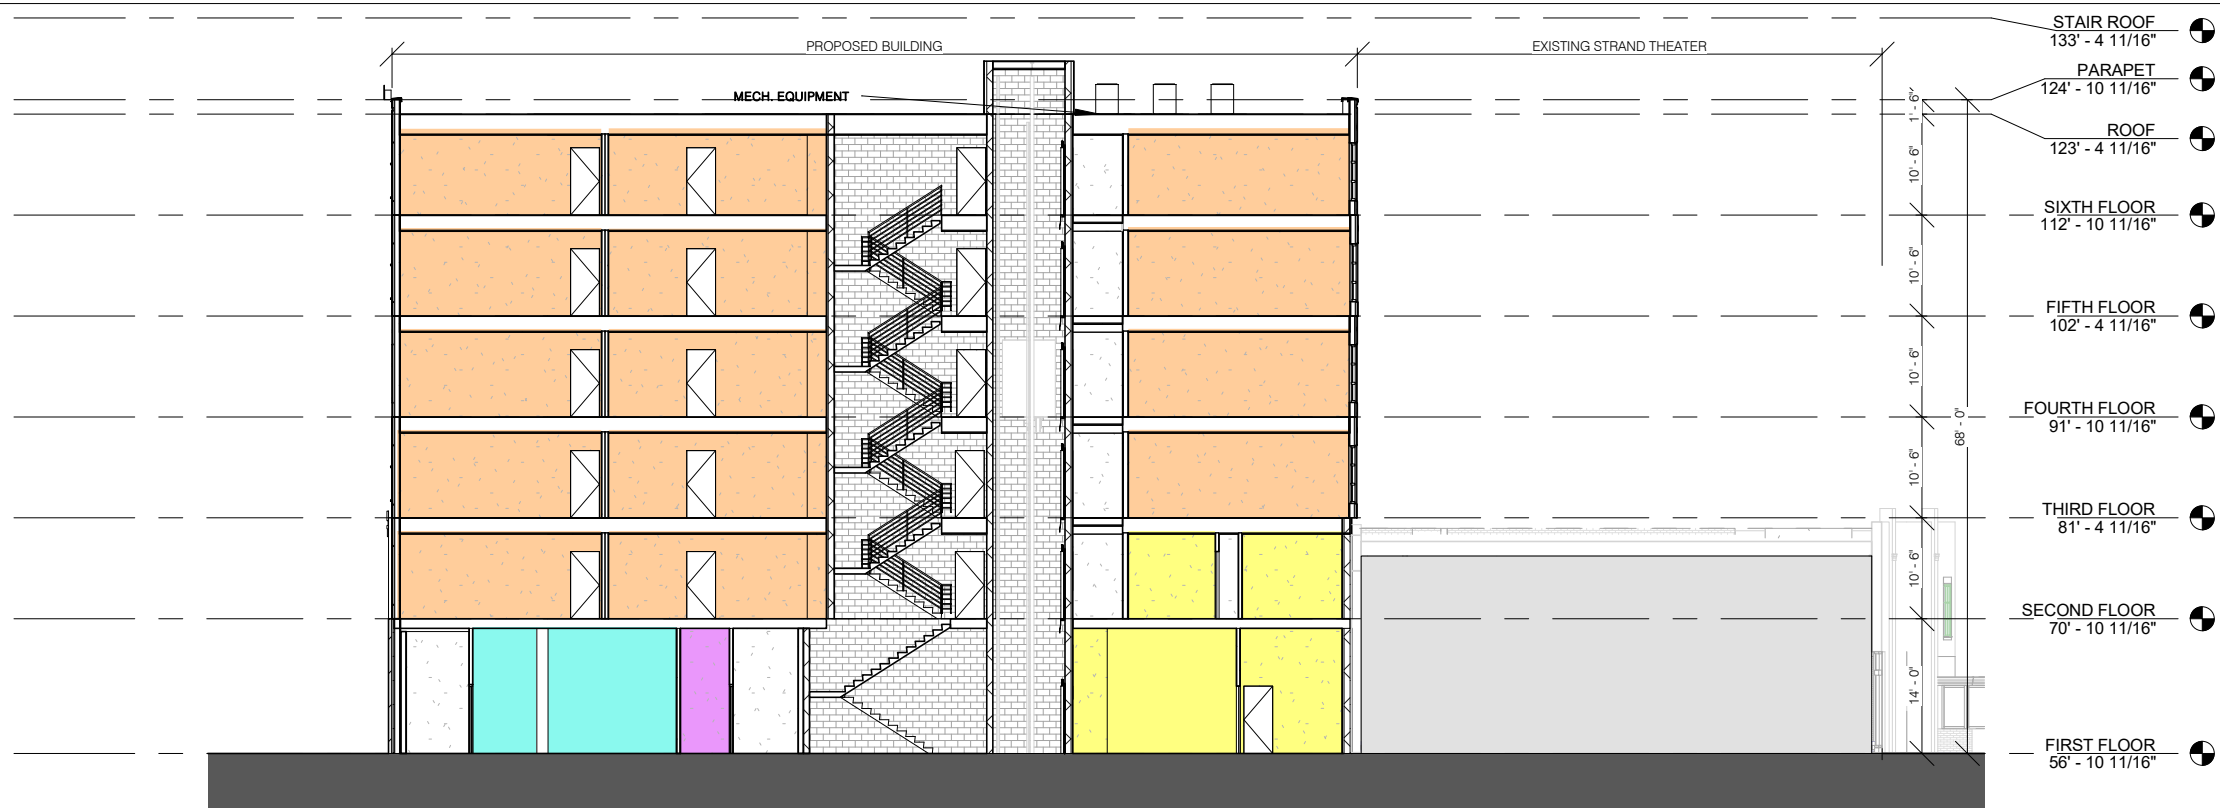 STAIR ROOF
133' - 4 11/16"
PROPOSED BUILDING
EXISTING STRAND THEATER
PARAPET
124' - 10 11/16"
MECH. EQUIPMENT
1' - 6"
ROOF
123' - 4 11/16"
10' - 6"
SIXTH FLOOR
112' - 10 11/16"
10' - 6"
FIFTH FLOOR
102' - 4 11/16"
10' - 6"
FOURTH FLOOR
91' - 10 11/16"
68' - 0"
10' - 6"
THIRD FLOOR
81' - 4 11/16"
10' - 6"
SECOND FLOOR
70' - 10 11/16"
14' - 0"
FIRST FLOOR
56' - 10 11/16"